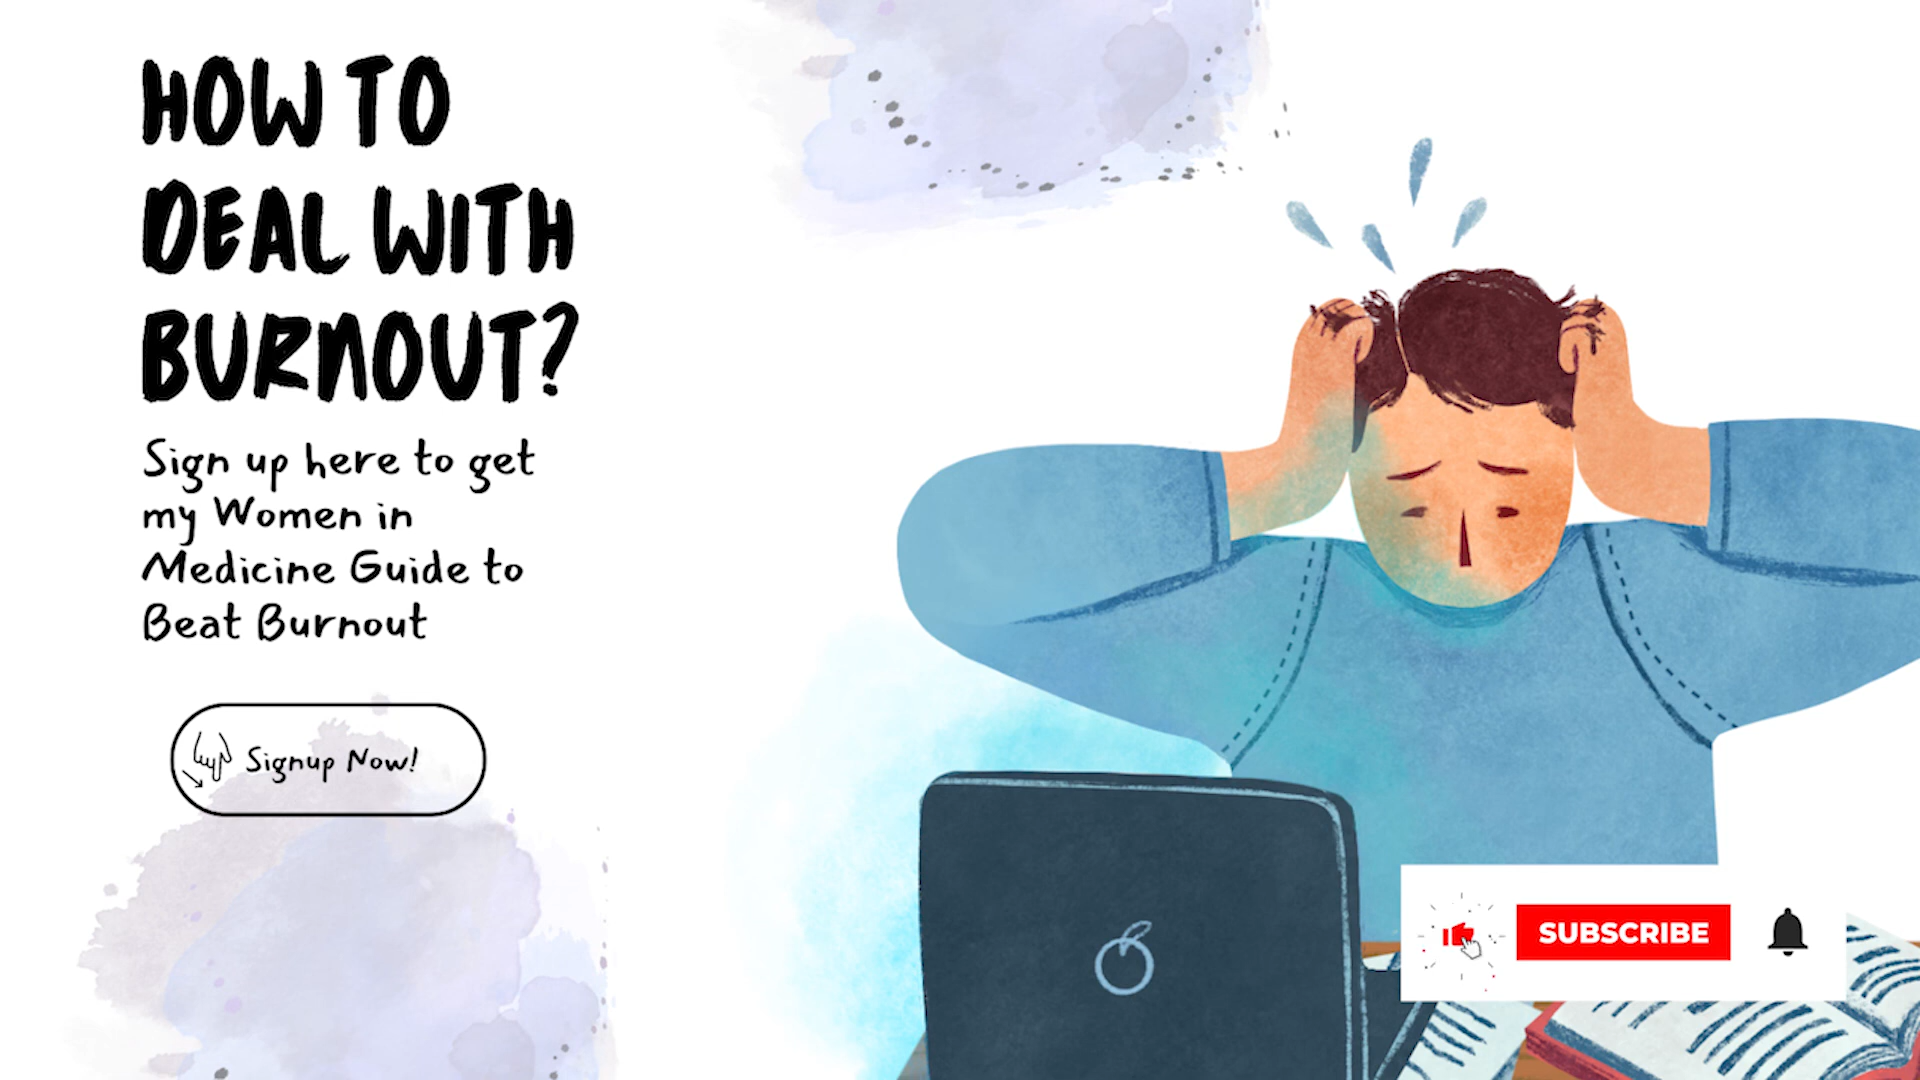 HOW TO
DEAL WITH
BURNOUT?
Sign up here to get
my Women in
Medicine Guide to
Beat Burnout
Signup Now!
SUBSCRIBE